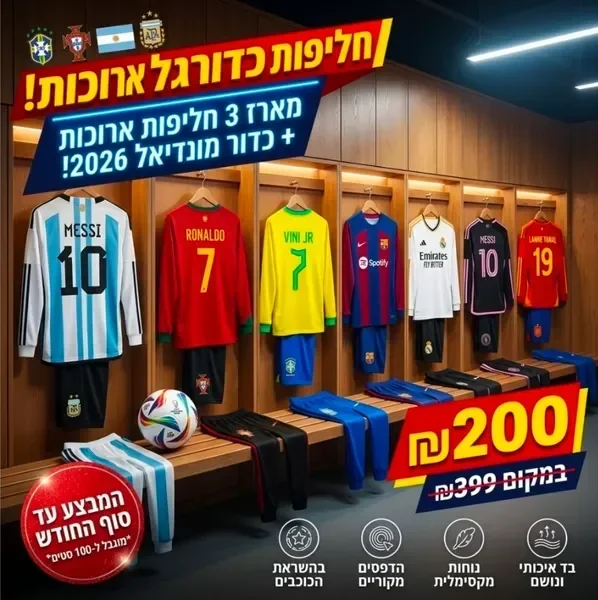 חליפות כדורגל ארוכות!
מארז 3 חליפות ארוכות
+ כדור מונדיאל 2026!
MESSI
10
RONALDO
7
VINI JR
7
Spotify
Emirates
FLY BETTER
MESSI
10
LAMINE YAMAL
19
₪200
במקום 399₪
המבצע עד
סוף החודש
*מוגבל ל-100 סטים*
בהשראת
הכוכבים
הדפסים
מקוריים
נוחות
מקסימלית
בד איכותי
ונושם